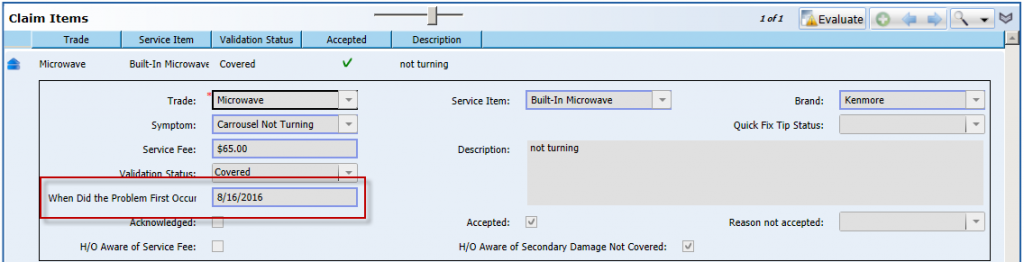 Claim Items 1 of 1 Evaluate
Trade Service Item Validation Status Accepted Description
Microwave Built-In Microwave Covered not turning
Trade: * Microwave Service Item: Built-In Microwave Brand: Kenmore
Symptom: Carrousel Not Turning Quick Fix Tip Status:
Service Fee: $65.00 Description: not turning
Validation Status: Covered
When Did the Problem First Occur 8/16/2016
Acknowledged: Accepted: Reason not accepted:
H/O Aware of Service Fee: H/O Aware of Secondary Damage Not Covered: